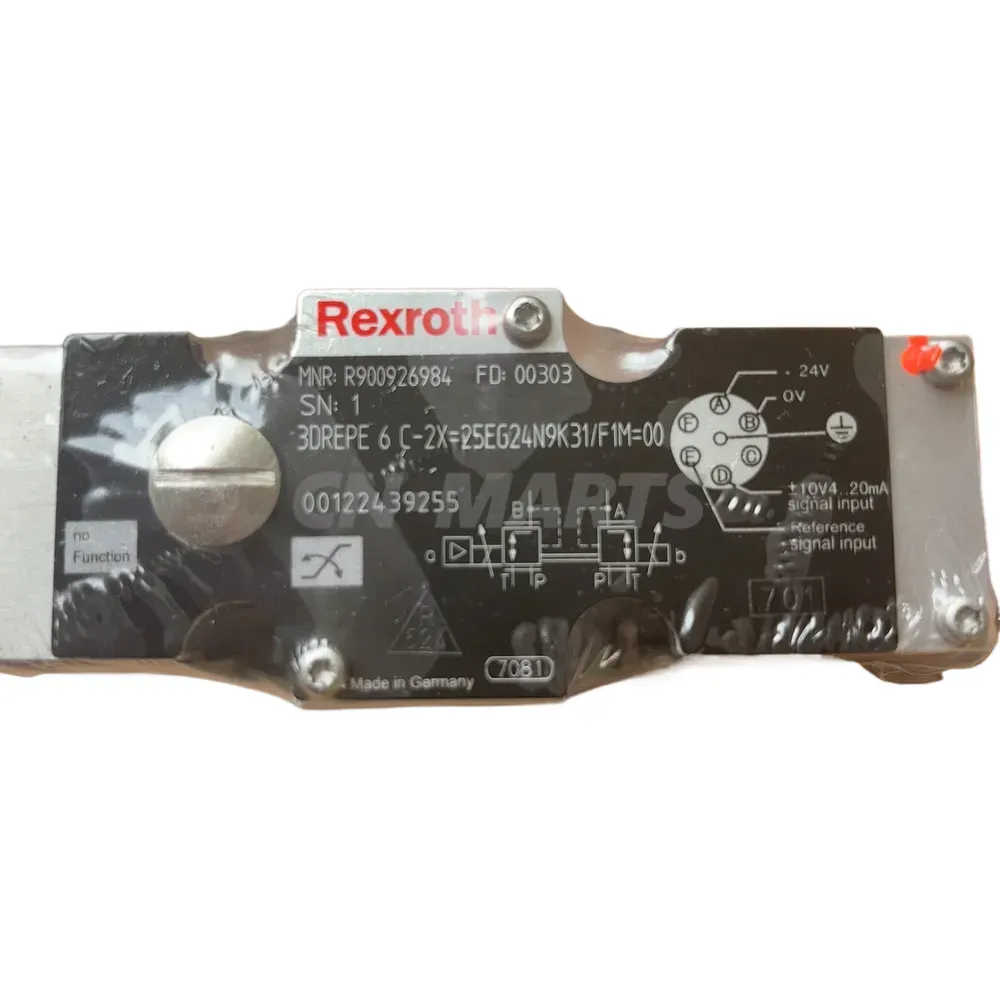 Rexroth
MNR: R900926984 FD: 00303
SN: 1
3DREPE 6 C-2X=25EG24N9K31/F1M=00
00122439255
CN-MARTS
no
Function
R
524
Made in Germany
7081
B A
a b
T P P T
+ 24V
0V
A
F B
E C
D
±10V4..20mA
signal input
Reference
signal input
701